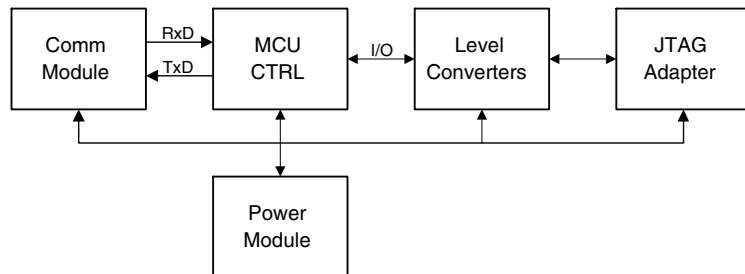 Comm
Module
RxD
TxD
MCU
CTRL
I/O
Level
Converters
JTAG
Adapter
Power
Module